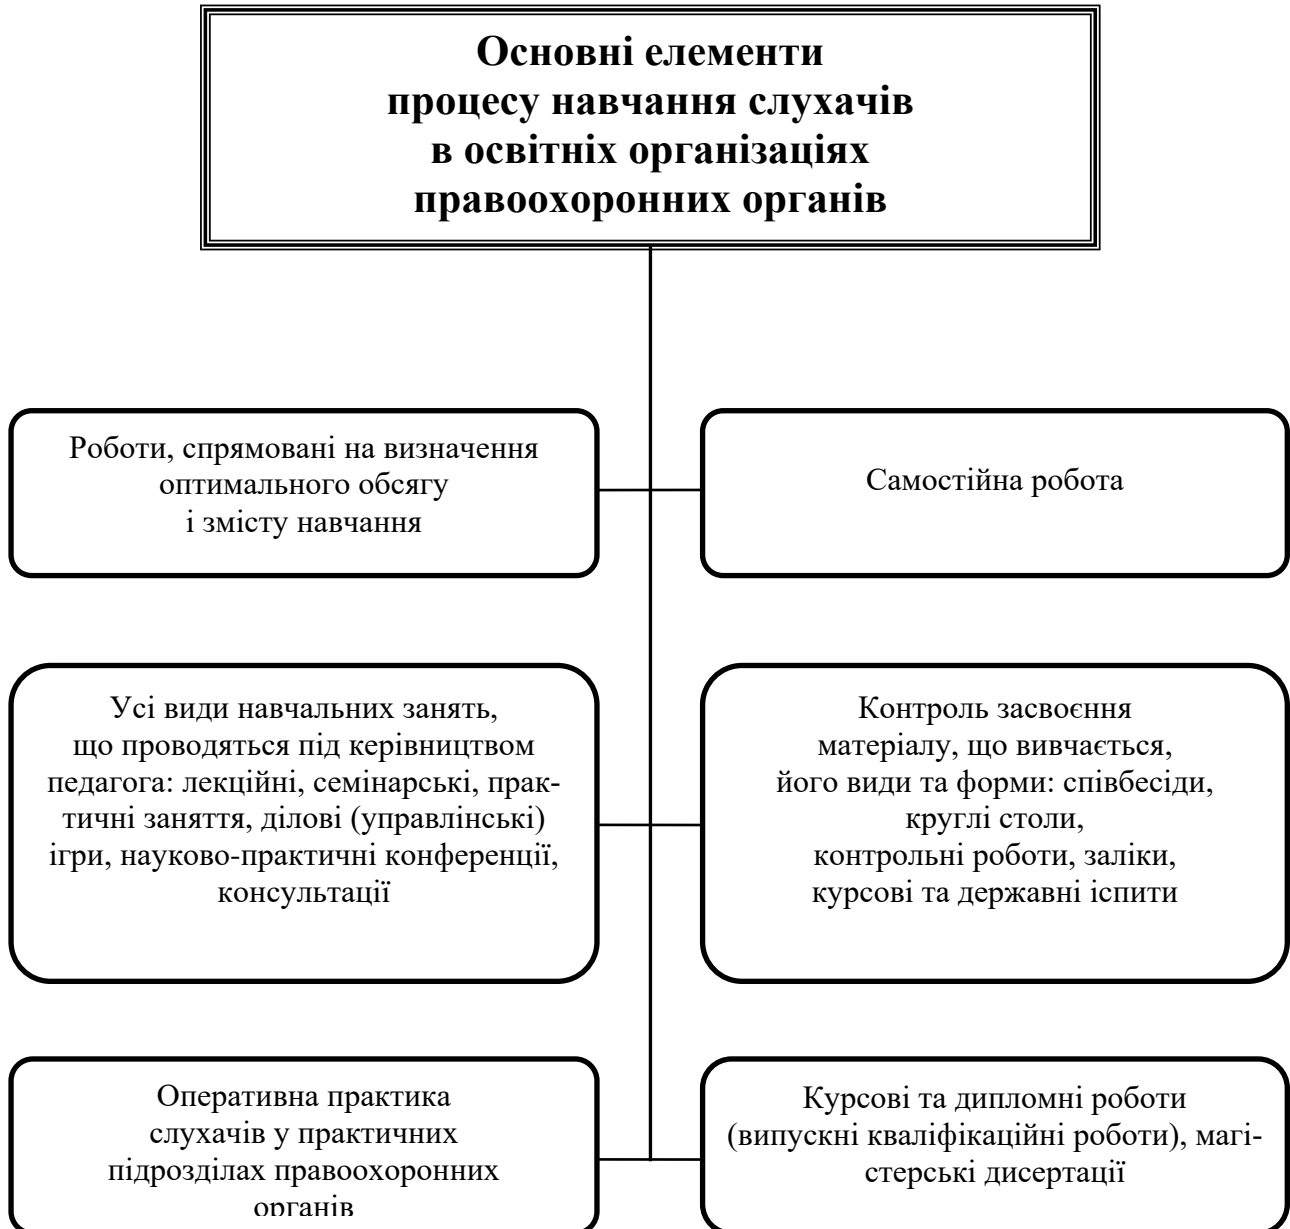 Основні елементи
процесу навчання слухачів
в освітніх організаціях
правоохоронних органів
Роботи, спрямовані на визначення
оптимального обсягу
і змісту навчання
Самостійна робота
Усі види навчальних занять,
що проводяться під керівництвом
педагога: лекційні, семінарські, прак-
тичні заняття, ділові (управлінські)
ігри, науково-практичні конференції,
консультації
Контроль засвоєння
матеріалу, що вивчається,
його види та форми: співбесіди,
круглі столи,
контрольні роботи, заліки,
курсові та державні іспити
Оперативна практика
слухачів у практичних
підрозділах правоохоронних
органів
Курсові та дипломні роботи
(випускні кваліфікаційні роботи), магі-
стерські дисертації